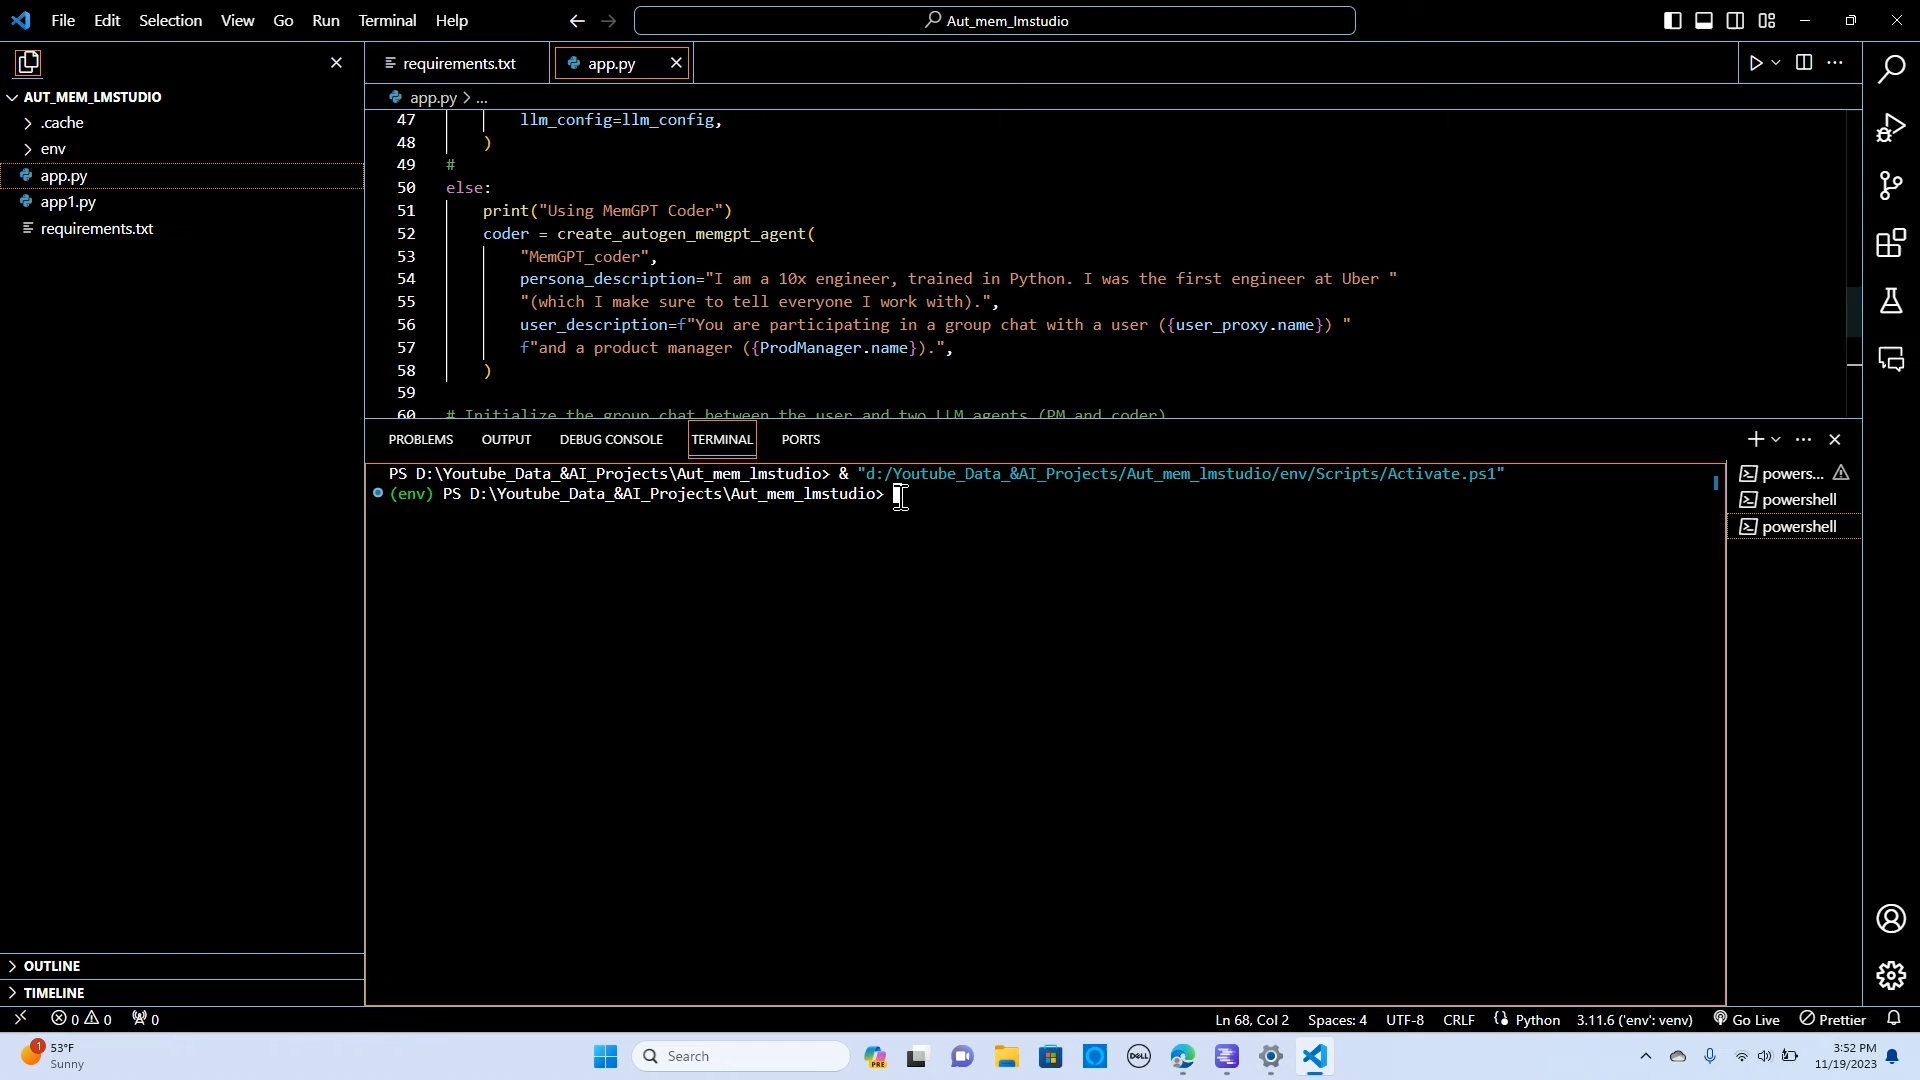 File Edit Selection View Go Run Terminal Help
Aut_mem_lmstudio
requirements.txt
app.py
AUT_MEM_LMSTUDIO
.cache
env
app.py
app1.py
requirements.txt
OUTLINE
TIMELINE
app.py > ...
47 llm_config=llm_config,
48 )
49 #
50 else:
51 print("Using MemGPT Coder")
52 coder = create_autogen_memgpt_agent(
53 "MemGPT_coder",
54 persona_description="I am a 10x engineer, trained in Python. I was the first engineer at Uber "
55 "(which I make sure to tell everyone I work with).",
56 user_description=f"You are participating in a group chat with a user ({user_proxy.name}) "
57 f"and a product manager ({ProdManager.name}).",
58 )
59
60 # Initialize the group chat between the user and two LLM agents (PM and coder)
PROBLEMS OUTPUT DEBUG CONSOLE TERMINAL PORTS
PS D:\Youtube_Data_&AI_Projects\Aut_mem_lmstudio> & "d:/Youtube_Data_&AI_Projects/Aut_mem_lmstudio/env/Scripts/Activate.ps1"
(env) PS D:\Youtube_Data_&AI_Projects\Aut_mem_lmstudio>
powers...
powershell
powershell
0 0 0
Ln 68, Col 2 Spaces: 4 UTF-8 CRLF Python 3.11.6 ('env': venv) Go Live Prettier
1
53°F
Sunny
Search
PRE
DELL
3:52 PM
11/19/2023